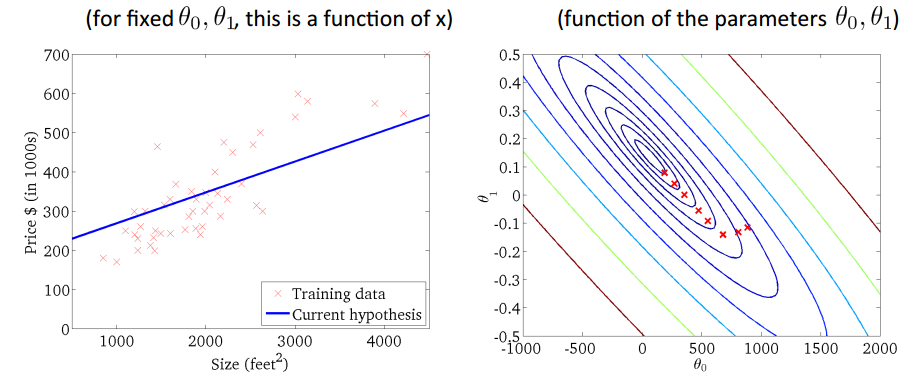 (for fixed θ₀, θ₁, this is a function of x)
(function of the parameters θ₀, θ₁)
700
600
500
400
300
200
100
0
Price $ (in 1000s)
1000 2000 3000 4000
Size (feet²)
Training data
Current hypothesis
0.5
0.4
0.3
0.2
0.1
0
-0.1
-0.2
-0.3
-0.4
-0.5
θ₁
-1000 -500 0 500 1000 1500 2000
θ₀